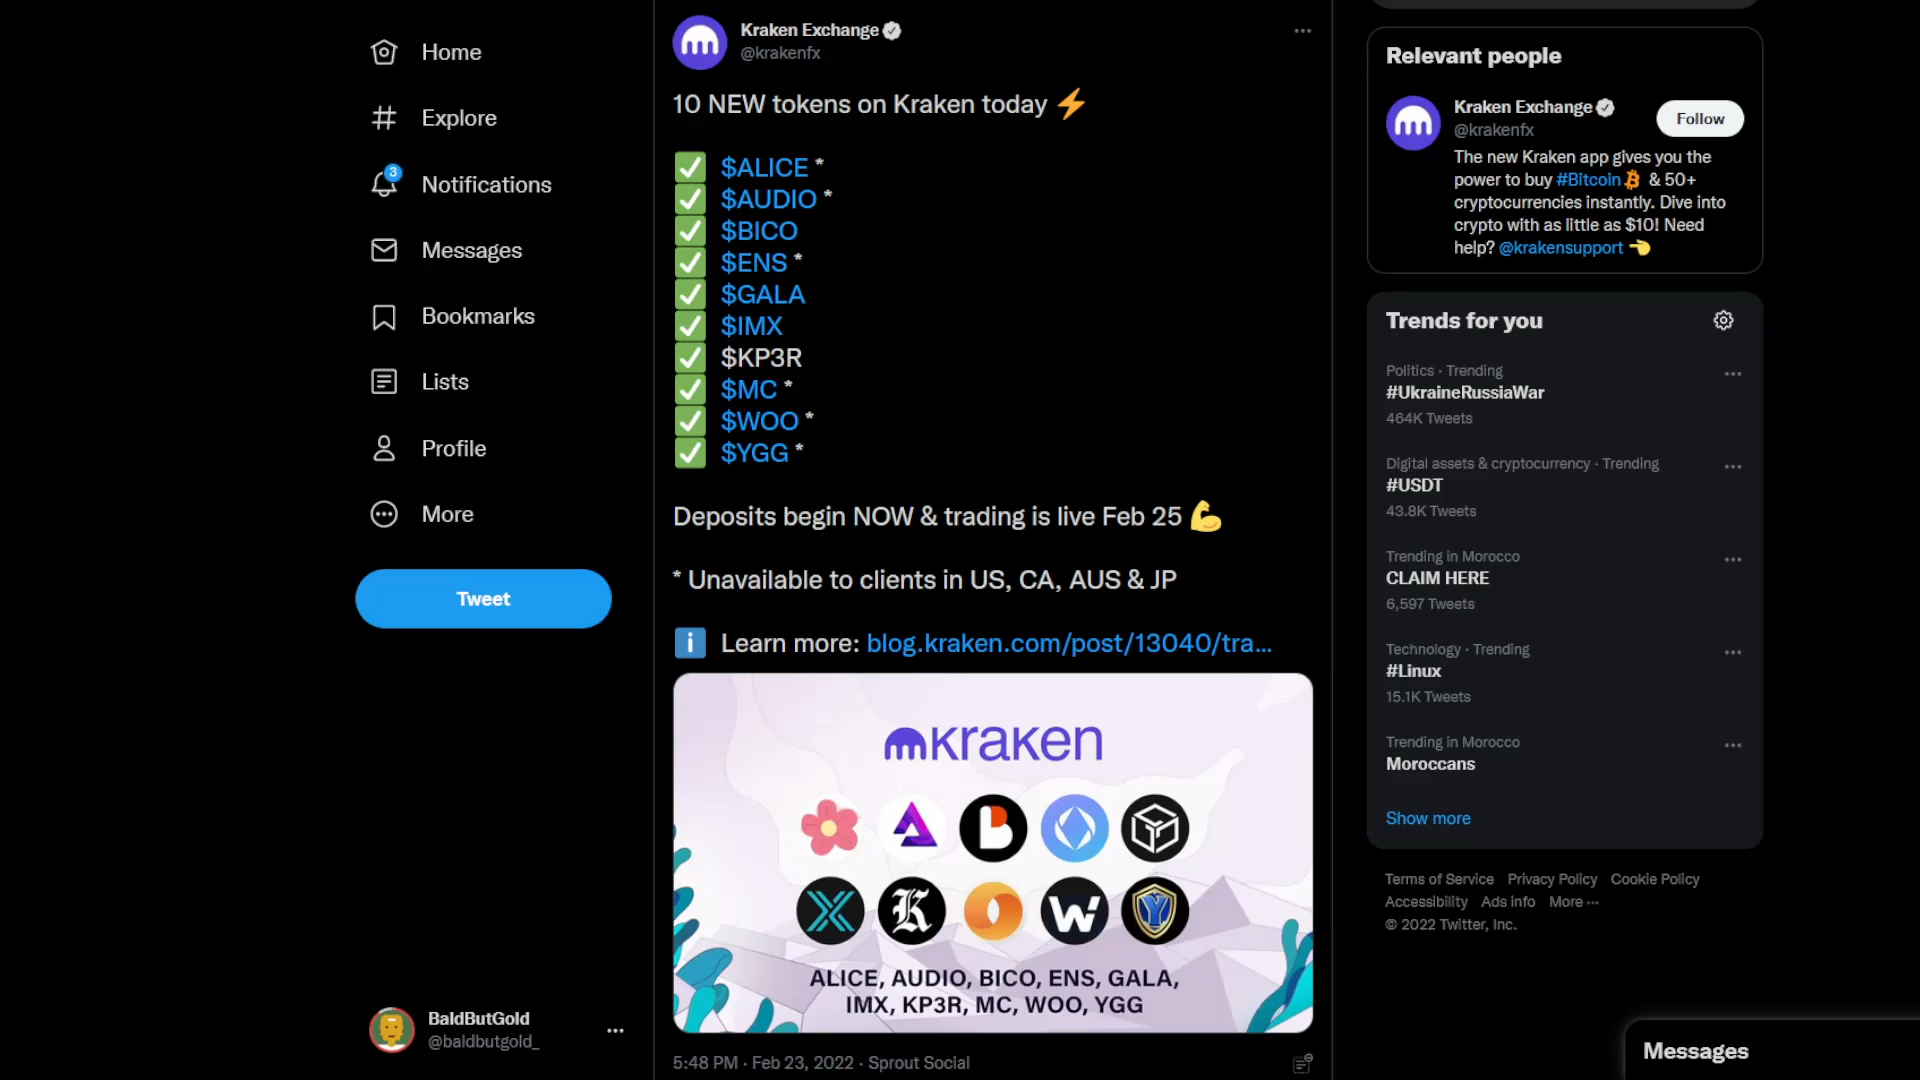 Home
Explore
3
Notifications
Messages
Bookmarks
Lists
Profile
More
Tweet
BaldButGold
@baldbutgold_
Kraken Exchange
@krakenfx
10 NEW tokens on Kraken today ⚡
✅ $ALICE *
✅ $AUDIO *
✅ $BICO
✅ $ENS *
✅ $GALA
✅ $IMX
✅ $KP3R
✅ $MC *
✅ $WOO *
✅ $YGG *
Deposits begin NOW & trading is live Feb 25 💪
* Unavailable to clients in US, CA, AUS & JP
ℹ️ Learn more: blog.kraken.com/post/13040/tra...
mkraken
ALICE, AUDIO, BICO, ENS, GALA,
IMX, KP3R, MC, WOO, YGG
5:48 PM · Feb 23, 2022 · Sprout Social
Relevant people
Kraken Exchange
@krakenfx
Follow
The new Kraken app gives you the
power to buy #Bitcoin & 50+
cryptocurrencies instantly. Dive into
crypto with as little as $10! Need
help? @krakensupport 👈
Trends for you
Politics · Trending
#UkraineRussiaWar
464K Tweets
Digital assets & cryptocurrency · Trending
#USDT
43.8K Tweets
Trending in Morocco
CLAIM HERE
6,597 Tweets
Technology · Trending
#Linux
15.1K Tweets
Trending in Morocco
Moroccans
Show more
Terms of Service Privacy Policy Cookie Policy
Accessibility Ads info More ···
© 2022 Twitter, Inc.
Messages